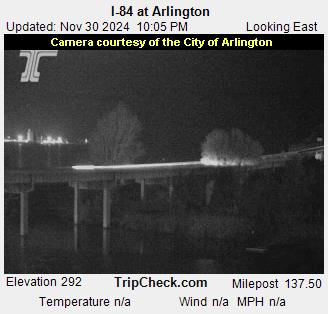 I-84 at Arlington
Updated: Nov 30 2024 10:05 PM Looking East
Camera courtesy of the City of Arlington
Elevation 292 TripCheck.com Milepost 137.50
Temperature n/a Wind n/a MPH n/a